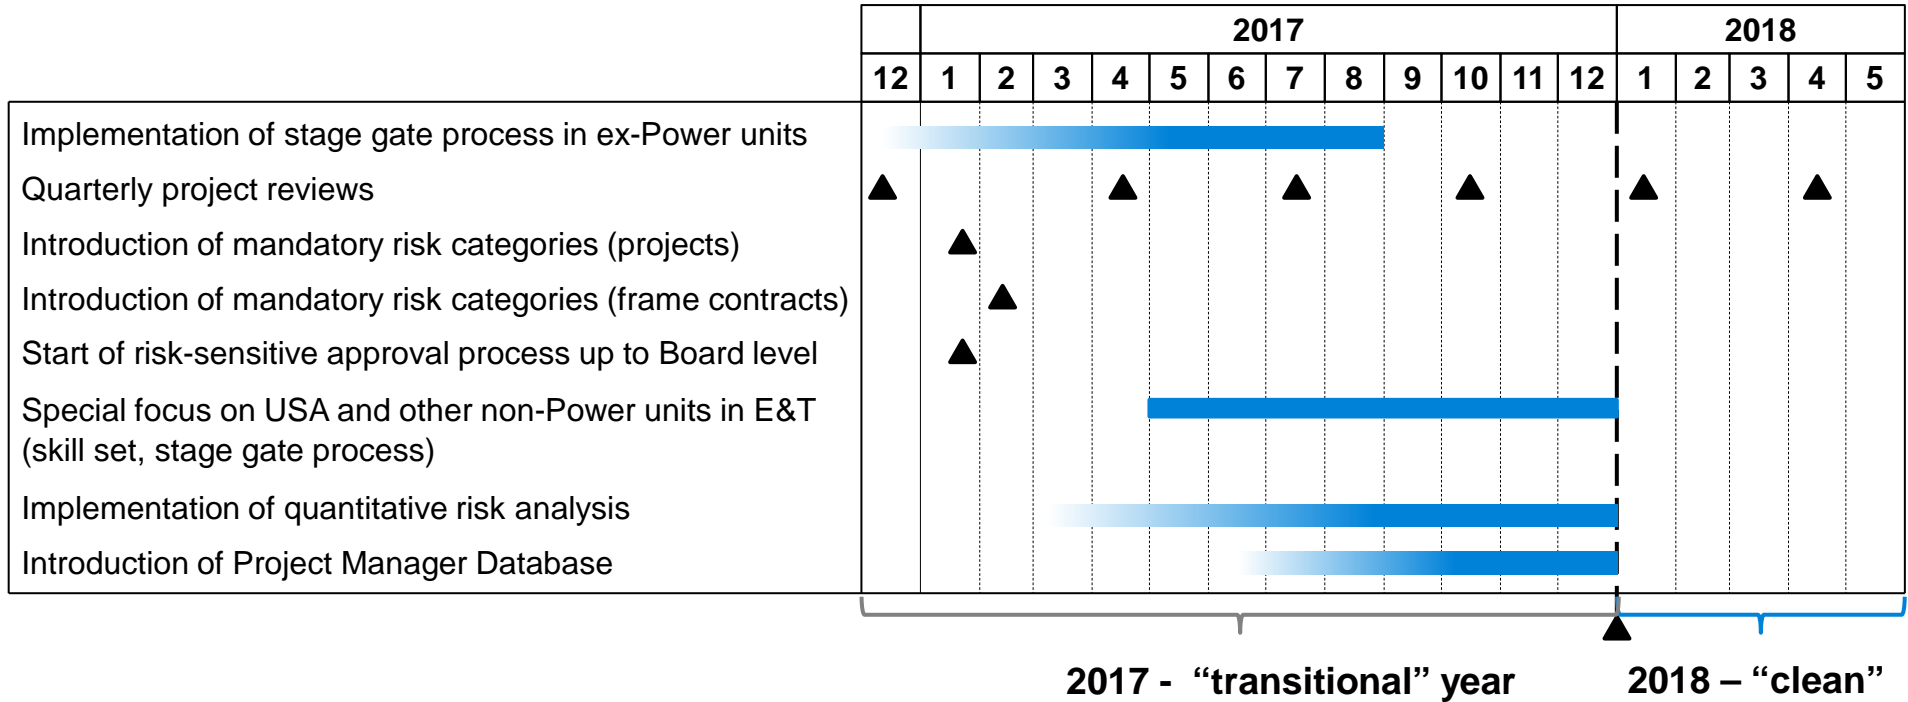 2017 2018
12 1 2 3 4 5 6 7 8 9 10 11 12 1 2 3 4 5
Implementation of stage gate process in ex-Power units
Quarterly project reviews
Introduction of mandatory risk categories (projects)
Introduction of mandatory risk categories (frame contracts)
Start of risk-sensitive approval process up to Board level
Special focus on USA and other non-Power units in E&T
(skill set, stage gate process)
Implementation of quantitative risk analysis
Introduction of Project Manager Database
2017 - “transitional” year 2018 – “clean”